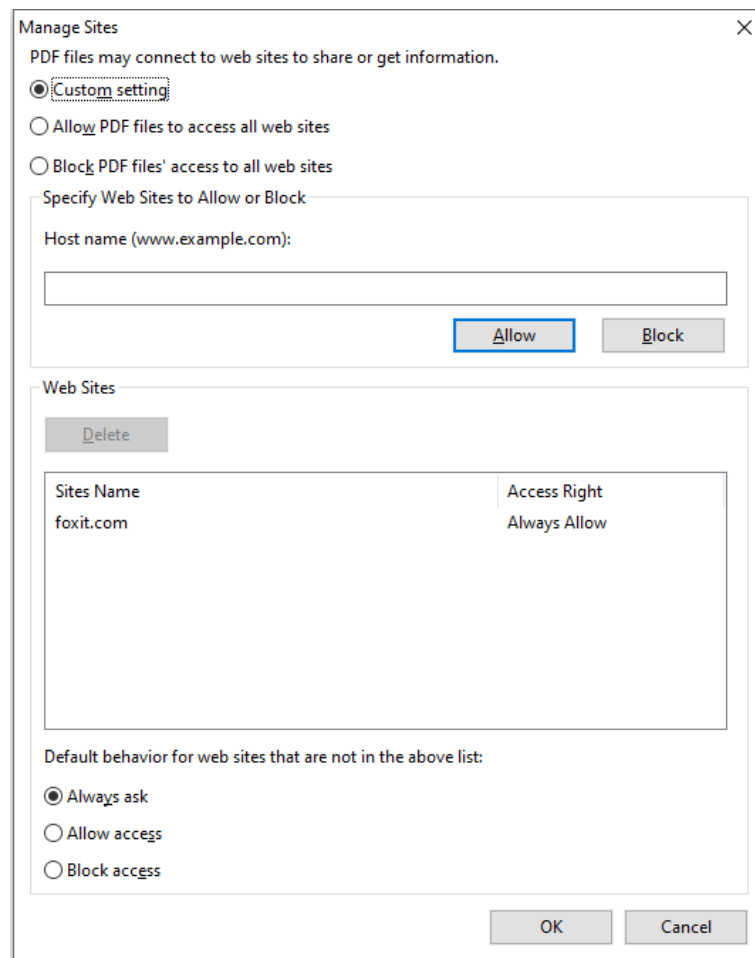 Manage Sites
PDF files may connect to web sites to share or get information.
Custom setting
Allow PDF files to access all web sites
Block PDF files' access to all web sites
Specify Web Sites to Allow or Block
Host name (www.example.com):
Allow Block
Web Sites
Delete
Sites Name Access Right
foxit.com Always Allow
Default behavior for web sites that are not in the above list:
Always ask
Allow access
Block access
OK Cancel